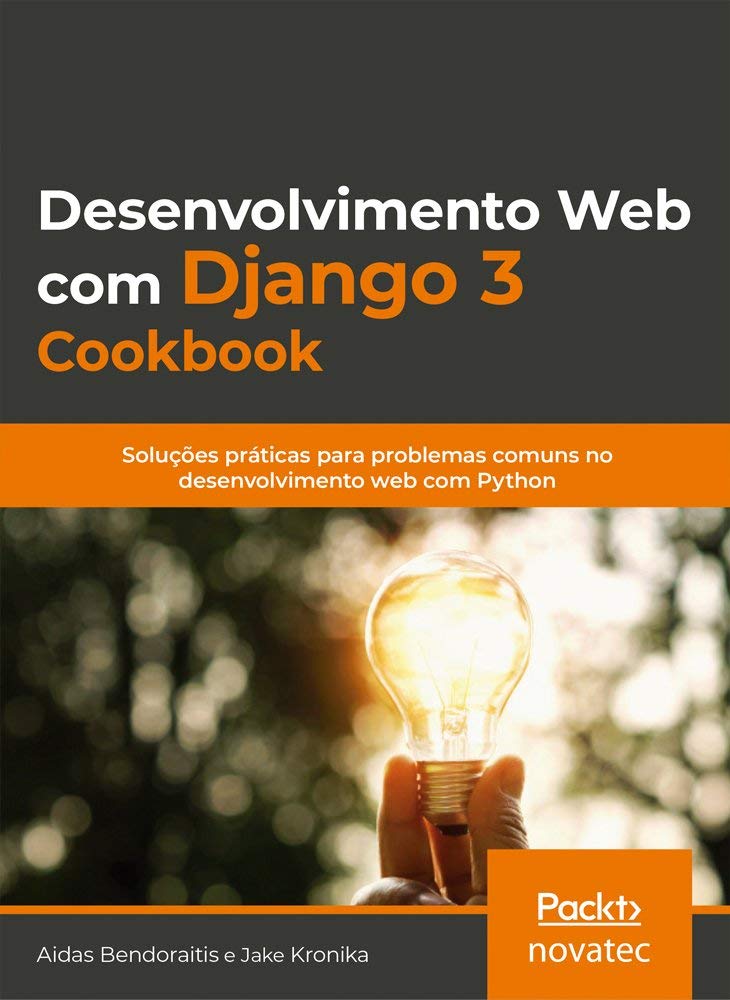 Desenvolvimento Web
com Django 3
Cookbook
Soluções práticas para problemas comuns no
desenvolvimento web com Python
Packt>
novatec
Aidas Bendoraitis e Jake Kronika